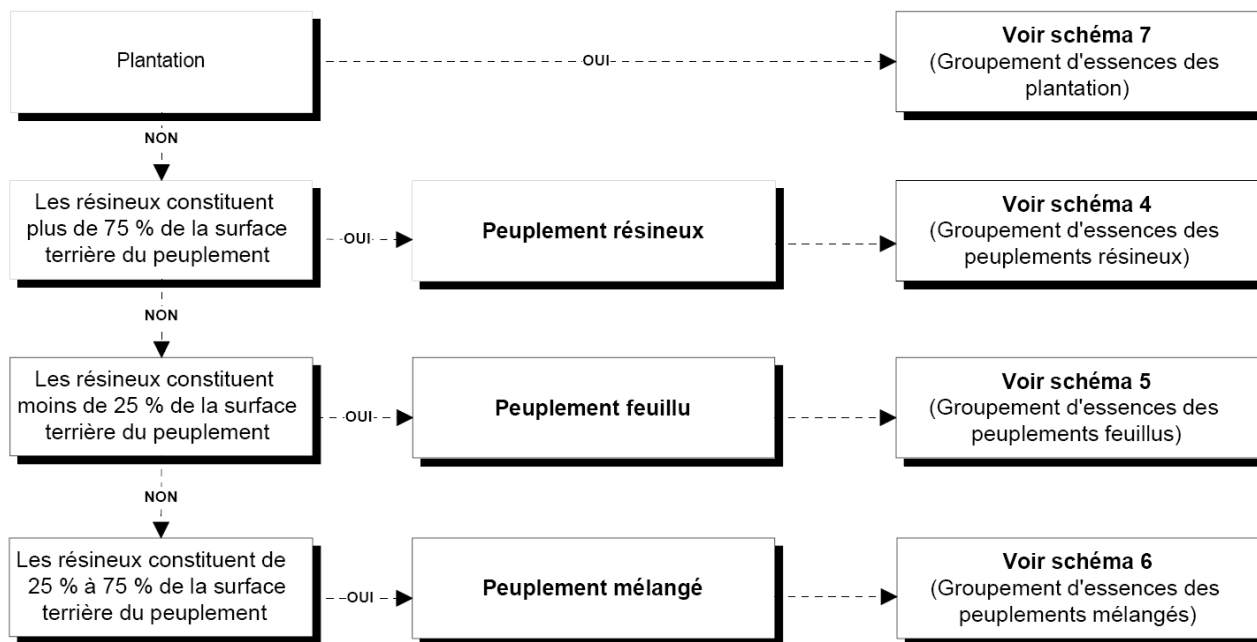 Plantation
OUI
Voir schéma 7
(Groupement d'essences des
plantation)
NON
Les résineux constituent
plus de 75 % de la surface
terrière du peuplement
OUI
Peuplement résineux
Voir schéma 4
(Groupement d'essences des
peuplements résineux)
NON
Les résineux constituent
moins de 25 % de la surface
terrière du peuplement
OUI
Peuplement feuillu
Voir schéma 5
(Groupement d'essences des
peuplements feuillus)
NON
Les résineux constituent de
25 % à 75 % de la surface
terrière du peuplement
OUI
Peuplement mélangé
Voir schéma 6
(Groupement d'essences des
peuplements mélangés)